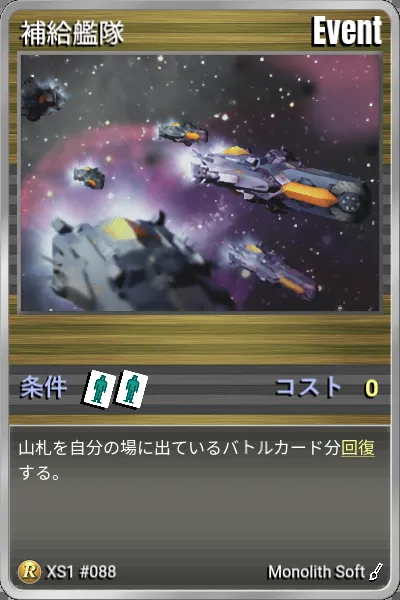 補給艦隊
Event
条件
コスト 0
山札を自分の場に出ているバトルカード分回復
する。
R XS1 #088
Monolith Soft